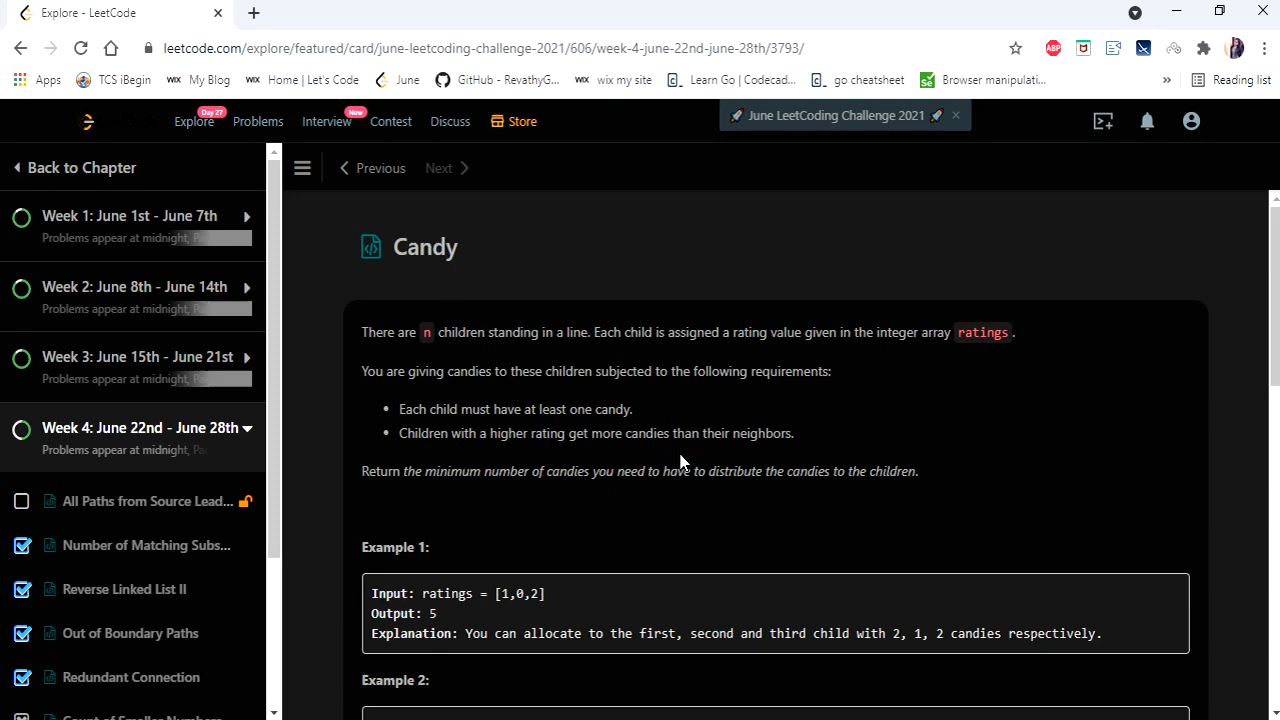 Explore - LeetCode
leetcode.com/explore/featured/card/june-leetcoding-challenge-2021/606/week-4-june-22nd-june-28th/3793/
ABP
Apps TCS iBegin WIX My Blog WIX Home | Let's Code June GitHub - RevathyG... WIX wix my site Learn Go | Codecad... go cheatsheet Se Browser manipulati... » Reading list
Day 27 New
Explore Problems Interview Contest Discuss Store
June LeetCoding Challenge 2021 ×
Back to Chapter
Previous Next
Week 1: June 1st - June 7th
Problems appear at midnight,
Week 2: June 8th - June 14th
Problems appear at midnight,
Week 3: June 15th - June 21st
Problems appear at midnight,
Week 4: June 22nd - June 28th
Problems appear at midnight,
All Paths from Source Lead...
Number of Matching Subs...
Reverse Linked List II
Out of Boundary Paths
Redundant Connection
Count of Smaller Numbers
Candy
There are n children standing in a line. Each child is assigned a rating value given in the integer array ratings.
You are giving candies to these children subjected to the following requirements:
• Each child must have at least one candy.
• Children with a higher rating get more candies than their neighbors.
Return the minimum number of candies you need to have to distribute the candies to the children.
Example 1:
Input: ratings = [1,0,2]
Output: 5
Explanation: You can allocate to the first, second and third child with 2, 1, 2 candies respectively.
Example 2: